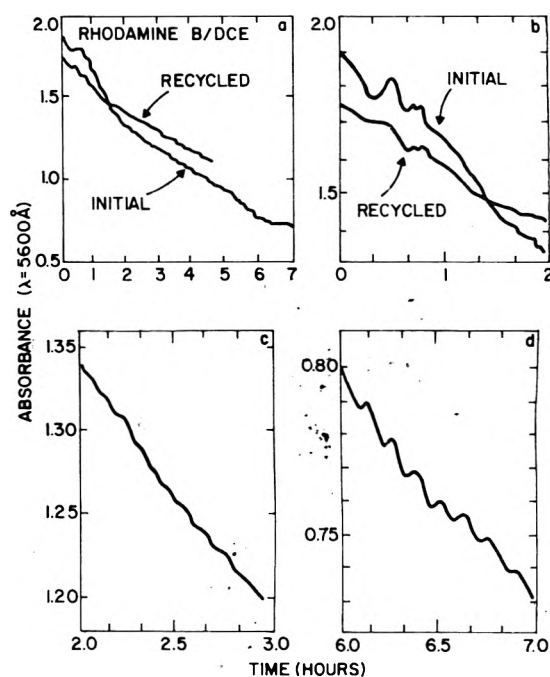 RHODAMINE B/DCE
a
2.0
1.5
1.0
0.5
RECYCLED
INITIAL
0 1 2 3 4 5 6 7
b
1.5
INITIAL
RECYCLED
0 1 2
ABSORBANCE (λ=5600Å)
c
1.35
1.30
1.25
1.20
2.0 2.5 3.0
d
0.80
0.75
6.0 6.5 7.0
TIME (HOURS)